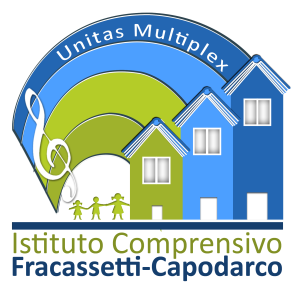 Unitas Multiplex
Istituto Comprensivo
Fracassetti-Capodarco